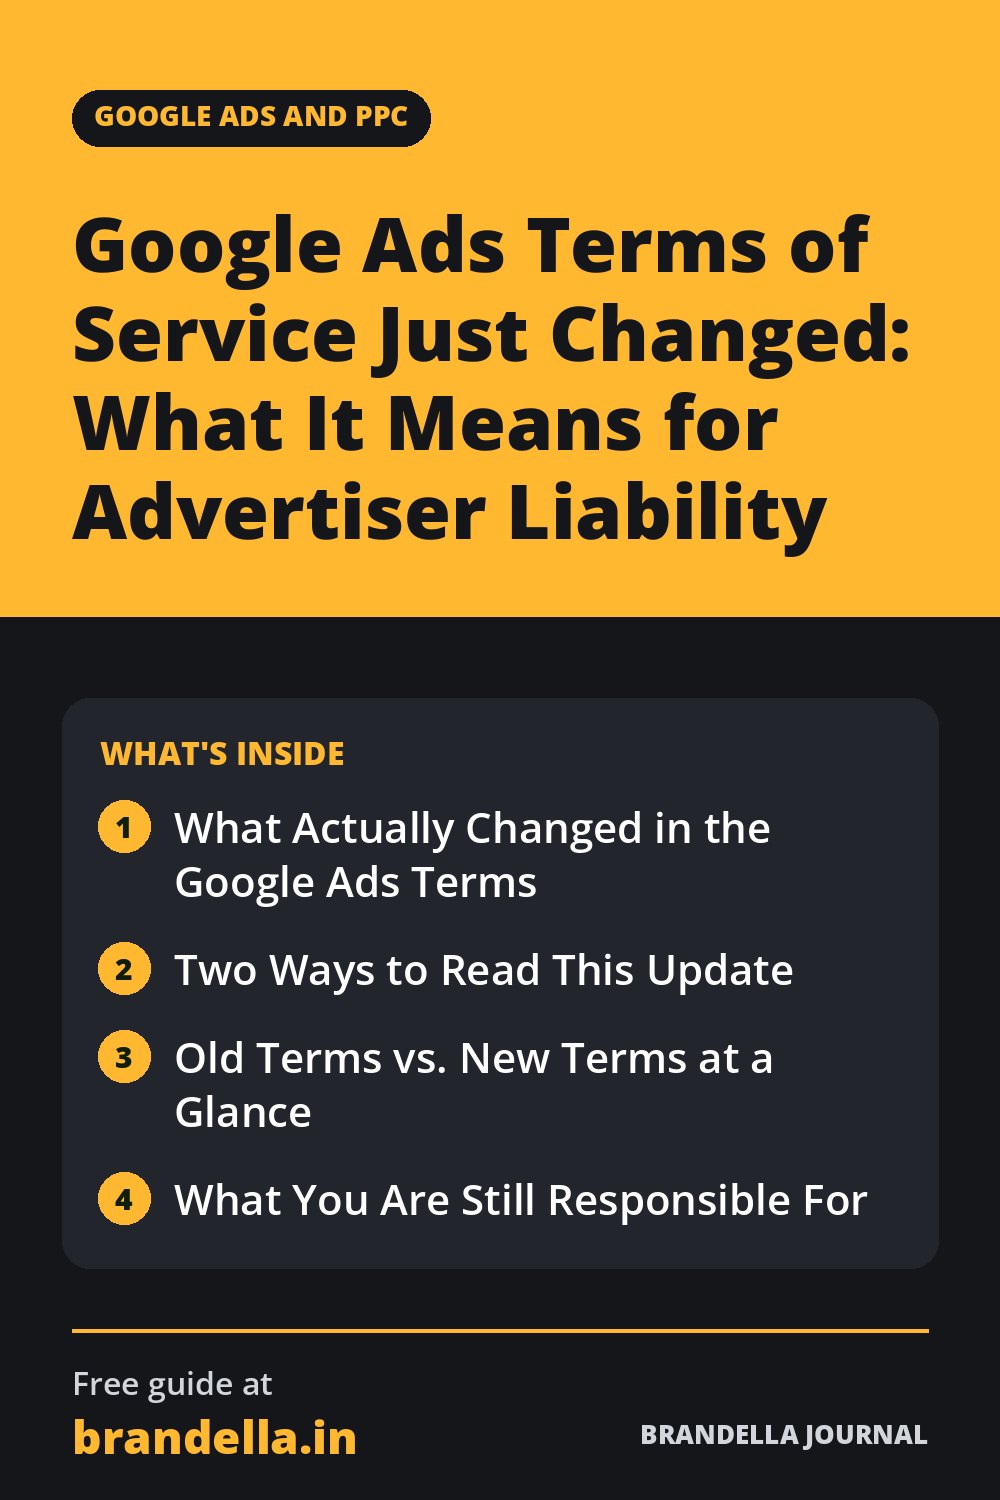 GOOGLE ADS AND PPC
Google Ads Terms of
Service Just Changed:
What It Means for
Advertiser Liability
WHAT'S INSIDE
1 What Actually Changed in the
Google Ads Terms
2 Two Ways to Read This Update
3 Old Terms vs. New Terms at a
Glance
4 What You Are Still Responsible For
Free guide at
brandella.in
BRANDELLA JOURNAL